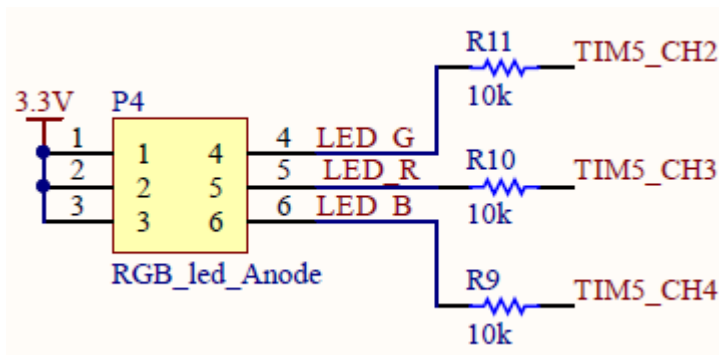 R11 TIM5_CH2
10k
3.3V P4
1 1 4 4 LED_G
2 2 5 5 LED_R R10 TIM5_CH3
3 3 6 6 LED_B 10k
RGB_led_Anode R9 TIM5_CH4
10k